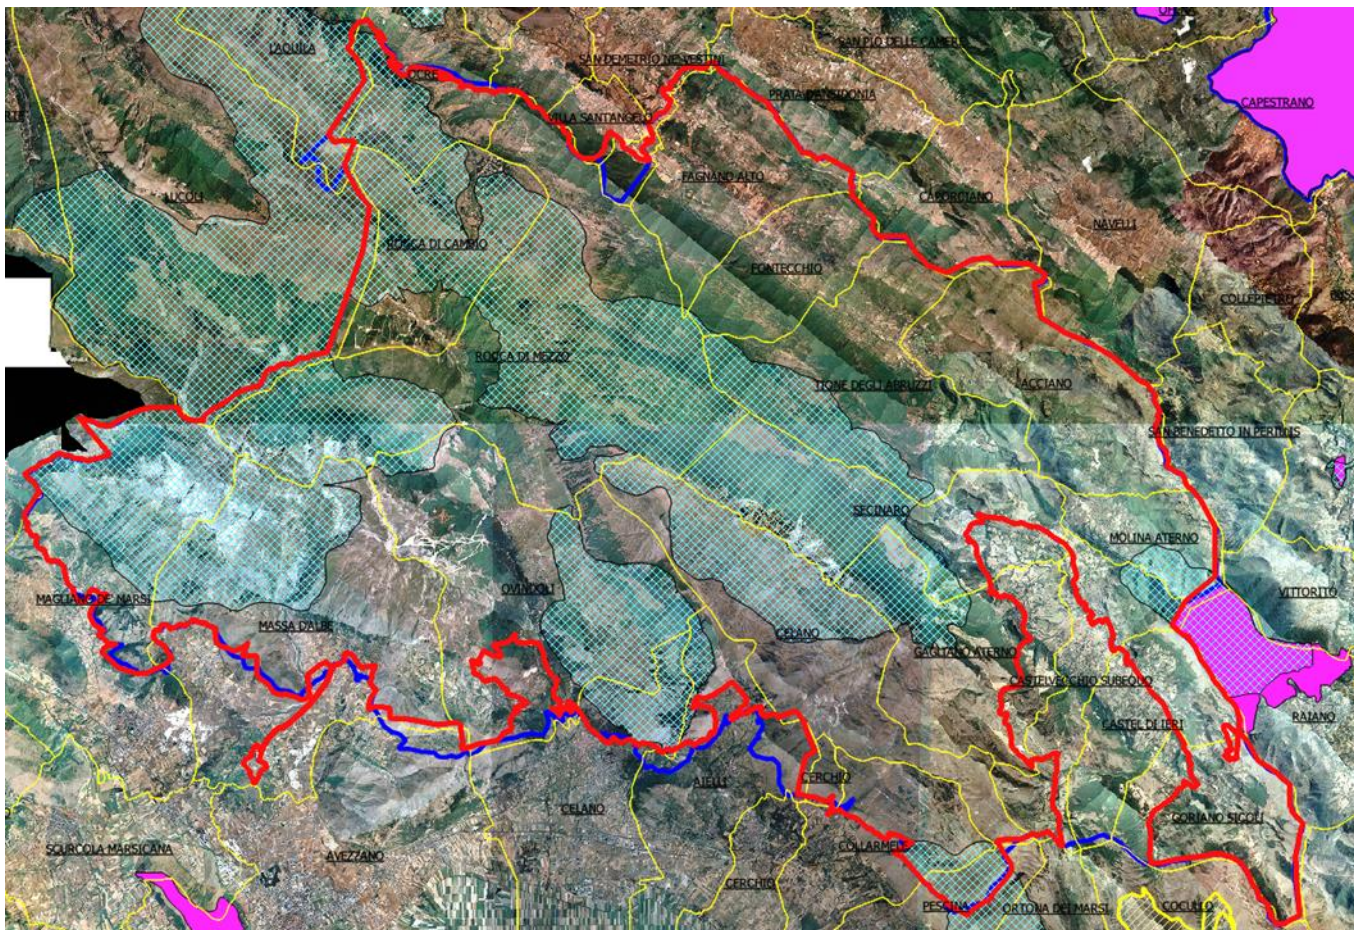 L'AQUILA
SAN PIO DELLE CAMERE
SAN DEMETRIO NE' VESTINI
OCRE
PRATA D'ANSIDONIA
CAPESTRANO
VILLA SANT'ANGELO
FAGNANO ALTO
LUCOLI
CAPORCIANO
NAVELLI
ROCCA DI CAMBIO
FONTECCHIO
COLLEPIETRO
ROCCA DI MEZZO
TIONE DEGLI ABRUZZI
ACCIANO
SAN BENEDETTO IN PERILLIS
SECINARO
MOLINA ATERNO
OVINDOLI
VITTORITO
MAGLIANO DE' MARSI
MASSA D'ALBE
CELANO
GAGLIANO ATERNO
CASTELVECCHIO SUBEQUO
CASTEL DI IERI
RAIANO
AIELLI
CERCHIO
CELANO
GORIANO SICOLI
SCURCOLA MARSICANA
AVEZZANO
COLLARMELE
CERCHIO
PESCINA
ORTONA DEI MARSI
COCULLO